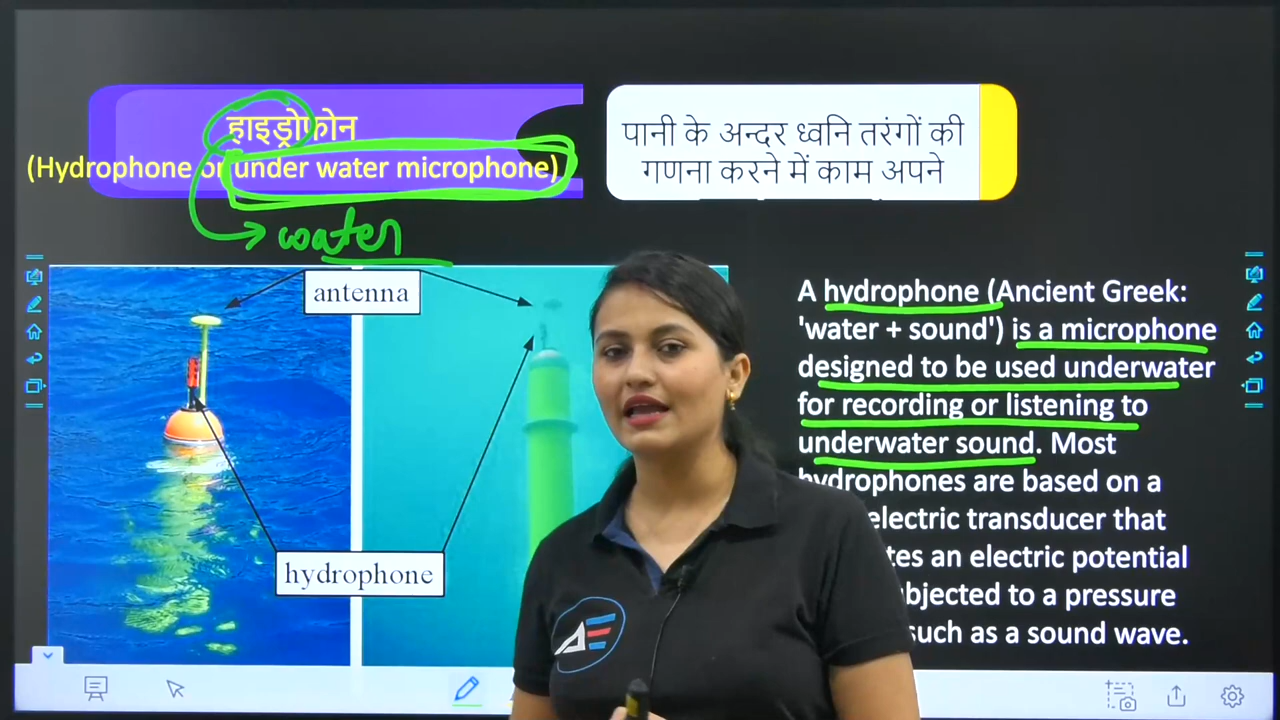 हाइड्रोफोन
(Hydrophone or under water microphone)
water
पानी के अन्दर ध्वनि तरंगों की
गणना करने में काम अपने
antenna
hydrophone
A hydrophone (Ancient Greek:
'water + sound') is a microphone
designed to be used underwater
for recording or listening to
underwater sound. Most
hydrophones are based on a
electric transducer that
tes an electric potential
bjected to a pressure
such as a sound wave.
AE